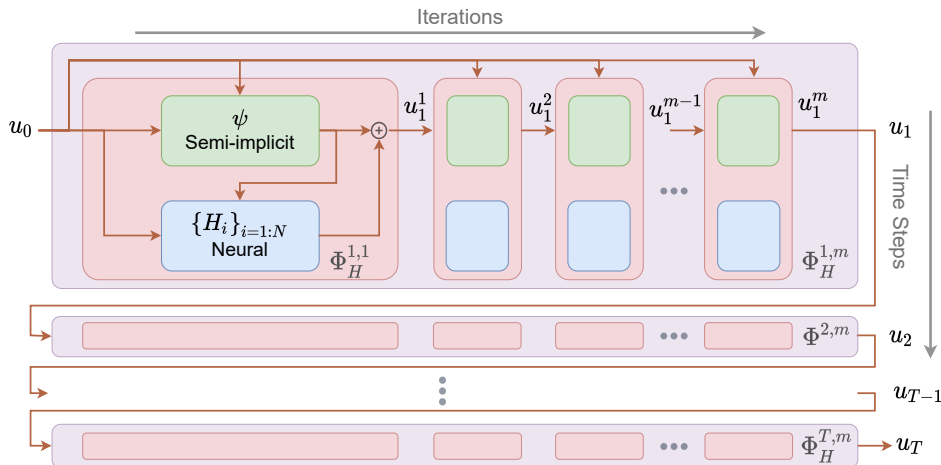 Iterations
u_0
ψ
Semi-implicit
{H_i}_{i=1:N}
Neural
Φ_H^{1,1}
u_1^1
u_1^2
u_1^{m-1}
u_1^m
Φ_H^{1,m}
u_1
Time Steps
Φ^{2,m}
u_2
u_{T-1}
Φ_H^{T,m}
u_T